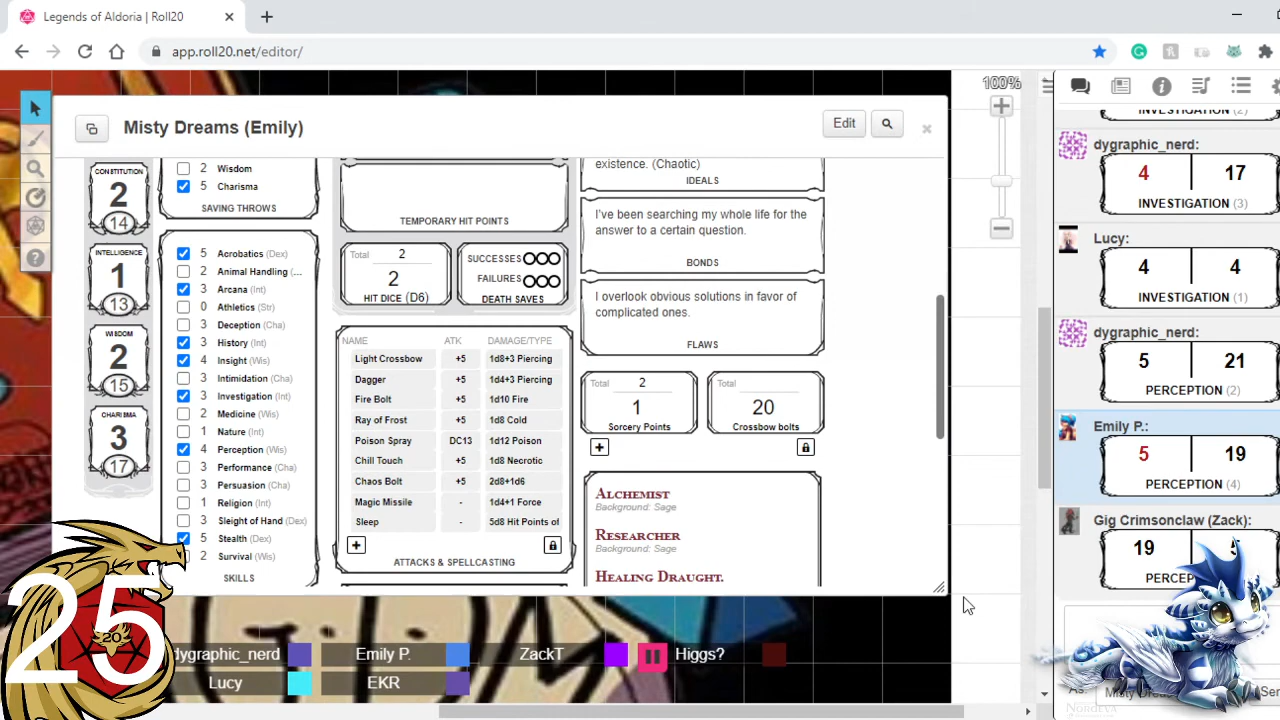 Legends of Aldoria | Roll20
app.roll20.net/editor/
100%
Misty Dreams (Emily)
Edit
CONSTITUTION
2
14
INTELLIGENCE
1
13
WISDOM
2
15
CHARISMA
3
17
2 Wisdom
5 Charisma
SAVING THROWS
5 Acrobatics (Dex)
2 Animal Handling (...
3 Arcana (Int)
0 Athletics (Str)
3 Deception (Cha)
3 History (Int)
4 Insight (Wis)
3 Intimidation (Cha)
3 Investigation (Int)
2 Medicine (Wis)
1 Nature (Int)
4 Perception (Wis)
3 Performance (Cha)
3 Persuasion (Cha)
1 Religion (Int)
3 Sleight of Hand (Dex)
5 Stealth (Dex)
2 Survival (Wis)
SKILLS
TEMPORARY HIT POINTS
Total 2
2
HIT DICE (D6)
SUCCESSES
FAILURES
DEATH SAVES
NAME ATK DAMAGE/TYPE
Light Crossbow +5 1d8+3 Piercing
Dagger +5 1d4+3 Piercing
Fire Bolt +5 1d10 Fire
Ray of Frost +5 1d8 Cold
Poison Spray DC13 1d12 Poison
Chill Touch +5 1d8 Necrotic
Chaos Bolt +5 2d8+1d6
Magic Missile - 1d4+1 Force
Sleep - 5d8 Hit Points of
ATTACKS & SPELLCASTING
existence. (Chaotic)
IDEALS
I've been searching my whole life for the
answer to a certain question.
BONDS
I overlook obvious solutions in favor of
complicated ones.
FLAWS
Total 2
1
Sorcery Points
Total
20
Crossbow bolts
ALCHEMIST
Background: Sage
RESEARCHER
Background: Sage
HEALING DRAUGHT.
INVESTIGATION (2)
dygraphic_nerd:
4 17
INVESTIGATION (3)
Lucy:
4 4
INVESTIGATION (1)
dygraphic_nerd:
5 21
PERCEPTION (2)
Emily P.:
5 19
PERCEPTION (4)
Gig Crimsonclaw (Zack):
19
PERCEP
As: Misty Dre
Se
25
20
dygraphic_nerd
Emily P.
ZackT
Higgs?
Lucy
EKR